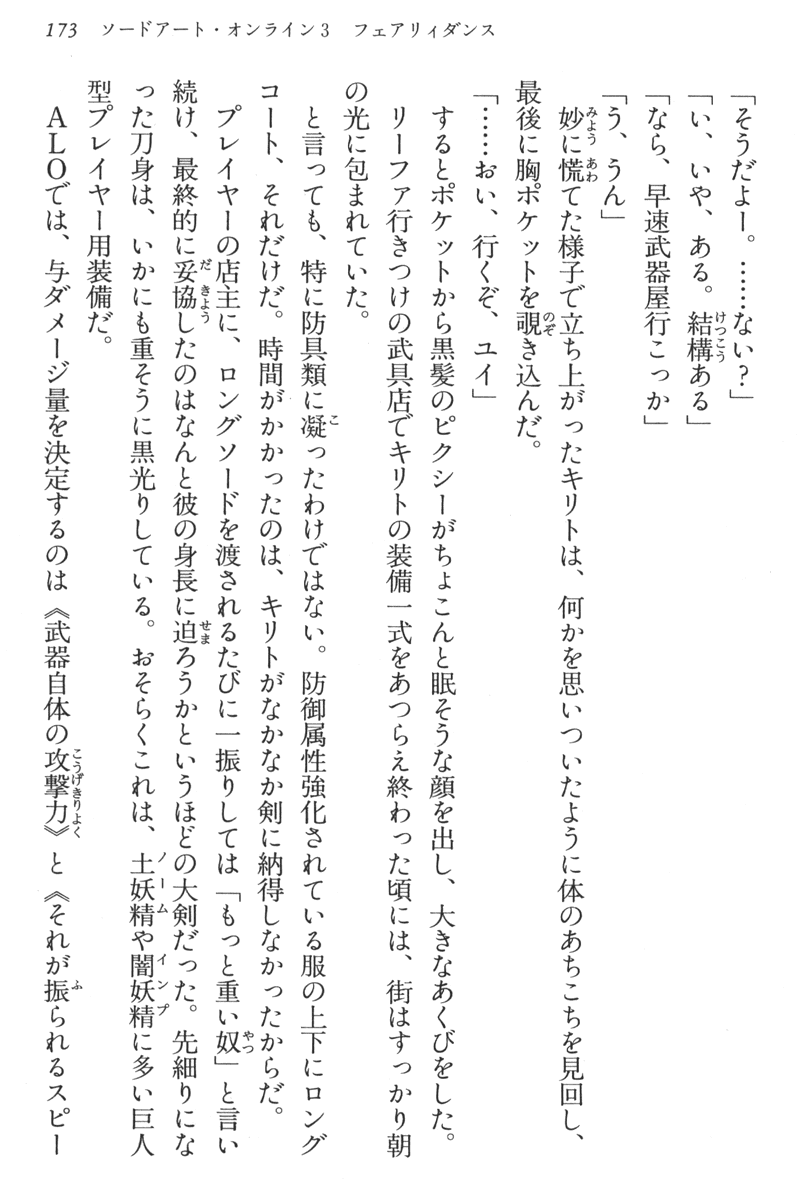 173　ソードアート・オンライン3　フェアリィダンス
「そうだよー。……ない？」
「い、いや、ある。結構ある」
「なら、早速武器屋行こっか」
「う、うん」
　妙に慌てた様子で立ち上がったキリトは、何かを思いついたように体のあちこちを見回し、
最後に胸ポケットを覗き込んだ。
「……おい、行くぞ、ユイ」
　するとポケットから黒髪のピクシーがちょこんと眠そうな顔を出し、大きなあくびをした。
　リーファ行きつけの武具店でキリトの装備一式をあつらえ終わった頃には、街はすっかり朝
の光に包まれていた。
　と言っても、特に防具類に凝ったわけではない。防御属性強化されている服の上下にロング
コート、それだけだ。時間がかかったのは、キリトがなかなか剣に納得しなかったからだ。
　プレイヤーの店主に、ロングソードを渡されるたびに一振りしては「もっと重い奴」と言い
続け、最終的に妥協したのはなんと彼の身長に迫ろうかというほどの大剣だった。先細りにな
った刀身は、いかにも重そうに黒光りしている。おそらくこれは、土妖精や闇妖精に多い巨人
型プレイヤー用装備だ。
　ＡＬＯでは、与ダメージ量を決定するのは《武器自体の攻撃力》と《それが振られるスピー